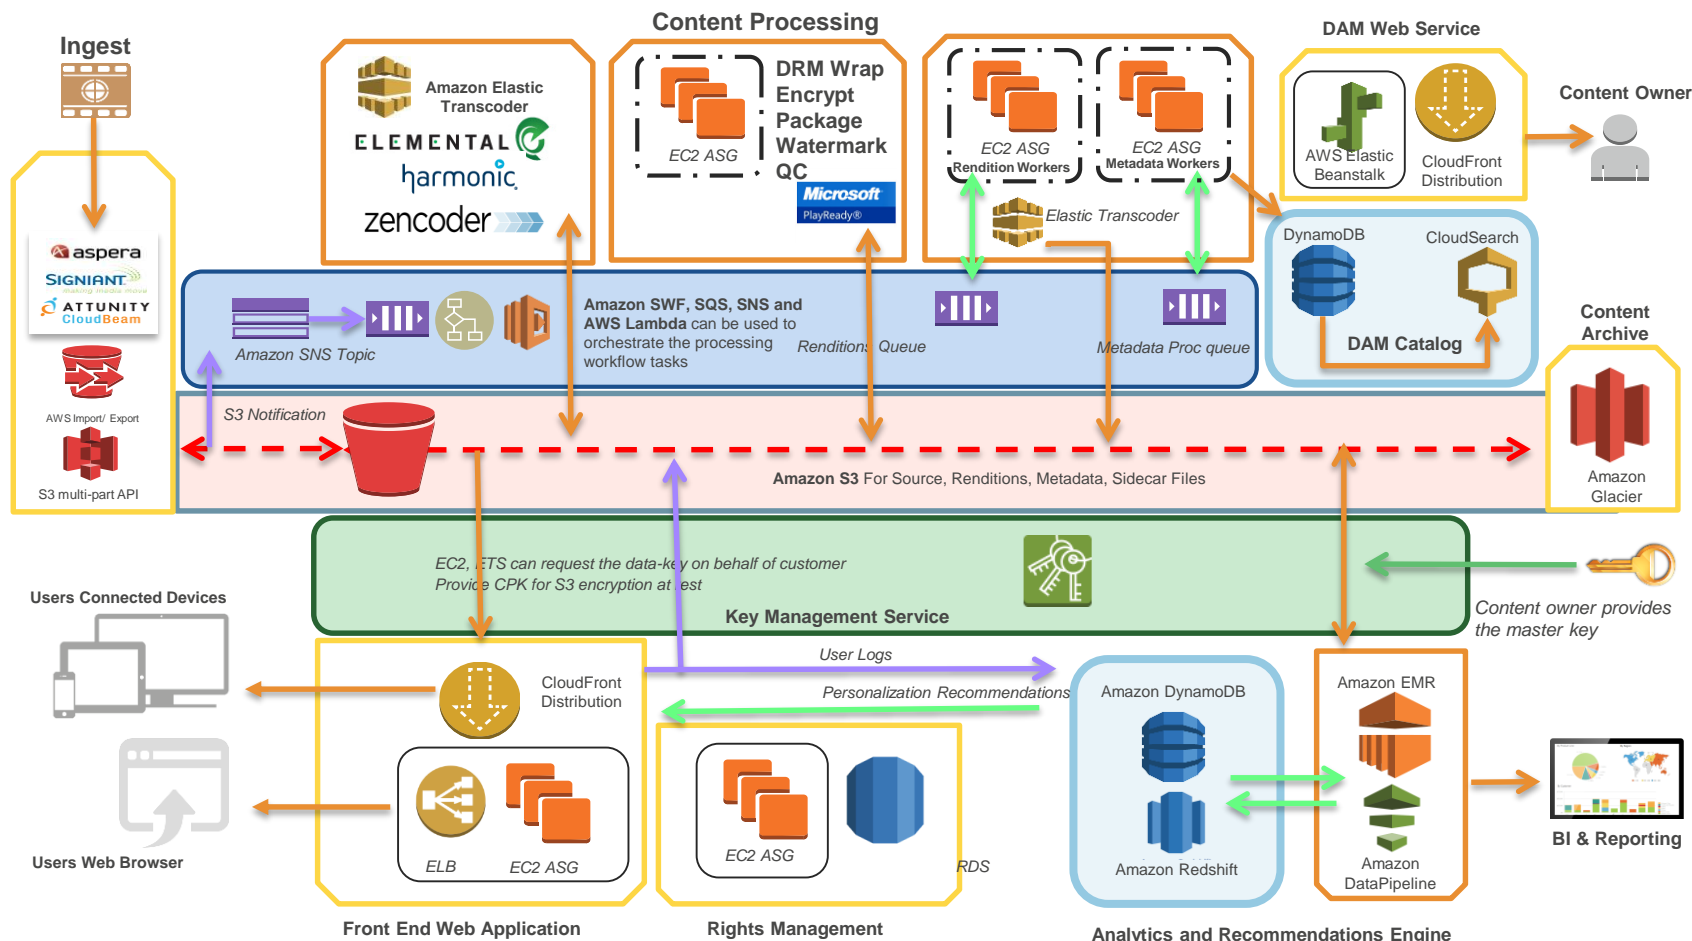 Content Processing
Ingest
DAM Web Service
Amazon Elastic
Transcoder
ELEMENTAL
harmonic
zencoder
EC2 ASG
DRM Wrap
Encrypt
Package
Watermark
QC
Microsoft
PlayReady®
EC2 ASG
Rendition Workers
EC2 ASG
Metadata Workers
Elastic Transcoder
AWS Elastic
Beanstalk
CloudFront
Distribution
Content Owner
aspera
SIGNIANT
making media move
ATTUNITY
CloudBeam
AWS Import/ Export
S3 multi-part API
Amazon SNS Topic
Amazon SWF, SQS, SNS and
AWS Lambda can be used to
orchestrate the processing
workflow tasks
Renditions Queue
Metadata Proc queue
DynamoDB
CloudSearch
DAM Catalog
Content
Archive
Amazon
Glacier
S3 Notification
Amazon S3 For Source, Renditions, Metadata, Sidecar Files
EC2, ETS can request the data-key on behalf of customer
Provide CPK for S3 encryption at rest
Key Management Service
Content owner provides
the master key
Users Connected Devices
Users Web Browser
CloudFront
Distribution
ELB
EC2 ASG
Front End Web Application
User Logs
Personalization Recommendations
EC2 ASG
RDS
Rights Management
Amazon DynamoDB
Amazon Redshift
Amazon EMR
Amazon
DataPipeline
Analytics and Recommendations Engine
BI & Reporting